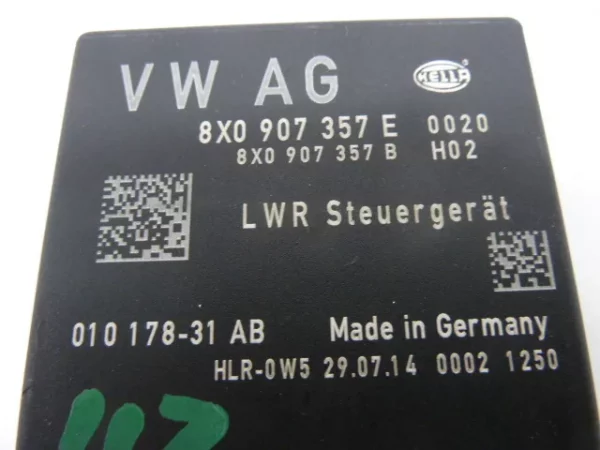 VW AG
HELLA
8X0 907 357 E 0020
8X0 907 357 B H02
LWR Steuergerät
010 178-31 AB Made in Germany
HLR-0W5 29.07.14 0002 1250